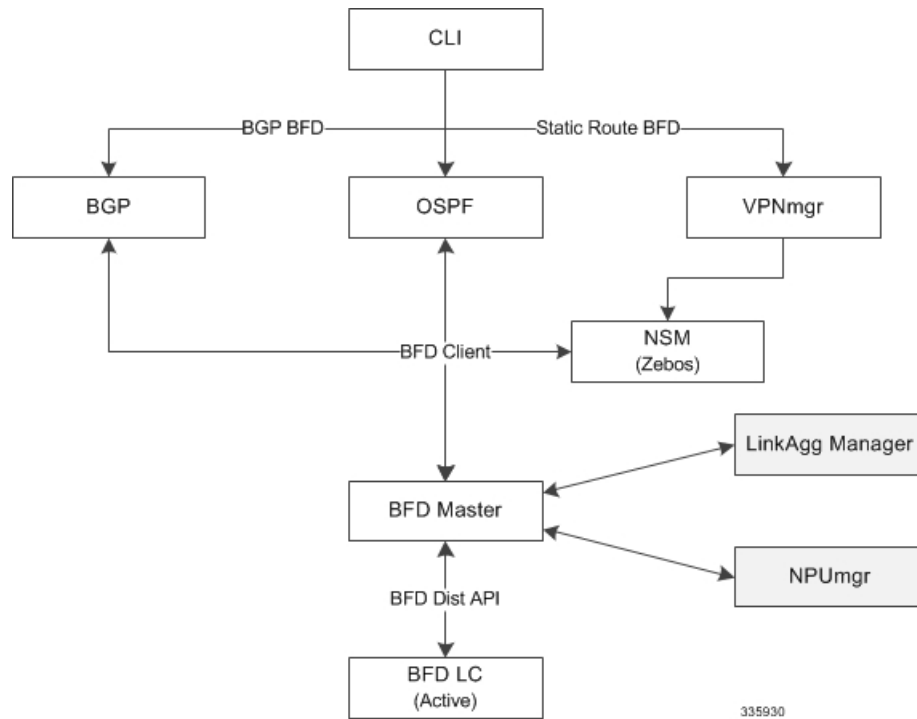 CLI
BGP BFD
Static Route BFD
BGP
OSPF
VPNmgr
BFD Client
NSM
(Zebos)
LinkAgg Manager
BFD Master
NPUmgr
BFD Dist API
BFD LC
(Active)
335930